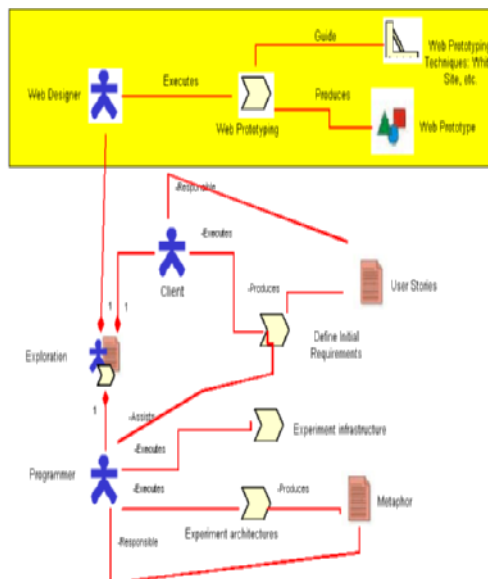 Guide
Web Prototyping
Techniques: Whit
Site, etc.
Executes
Web Designer
Produces
Web Prototyping
Web Prototype
-Responsible
-Executes
Client
-Produces
User Stories
1
1
Define Initial
Requirements
Exploration
1
-Assists
Experiment infrastructure
-Executes
Programmer
-Executes
-Produces
Metaphor
Experiment architectures
-Responsible